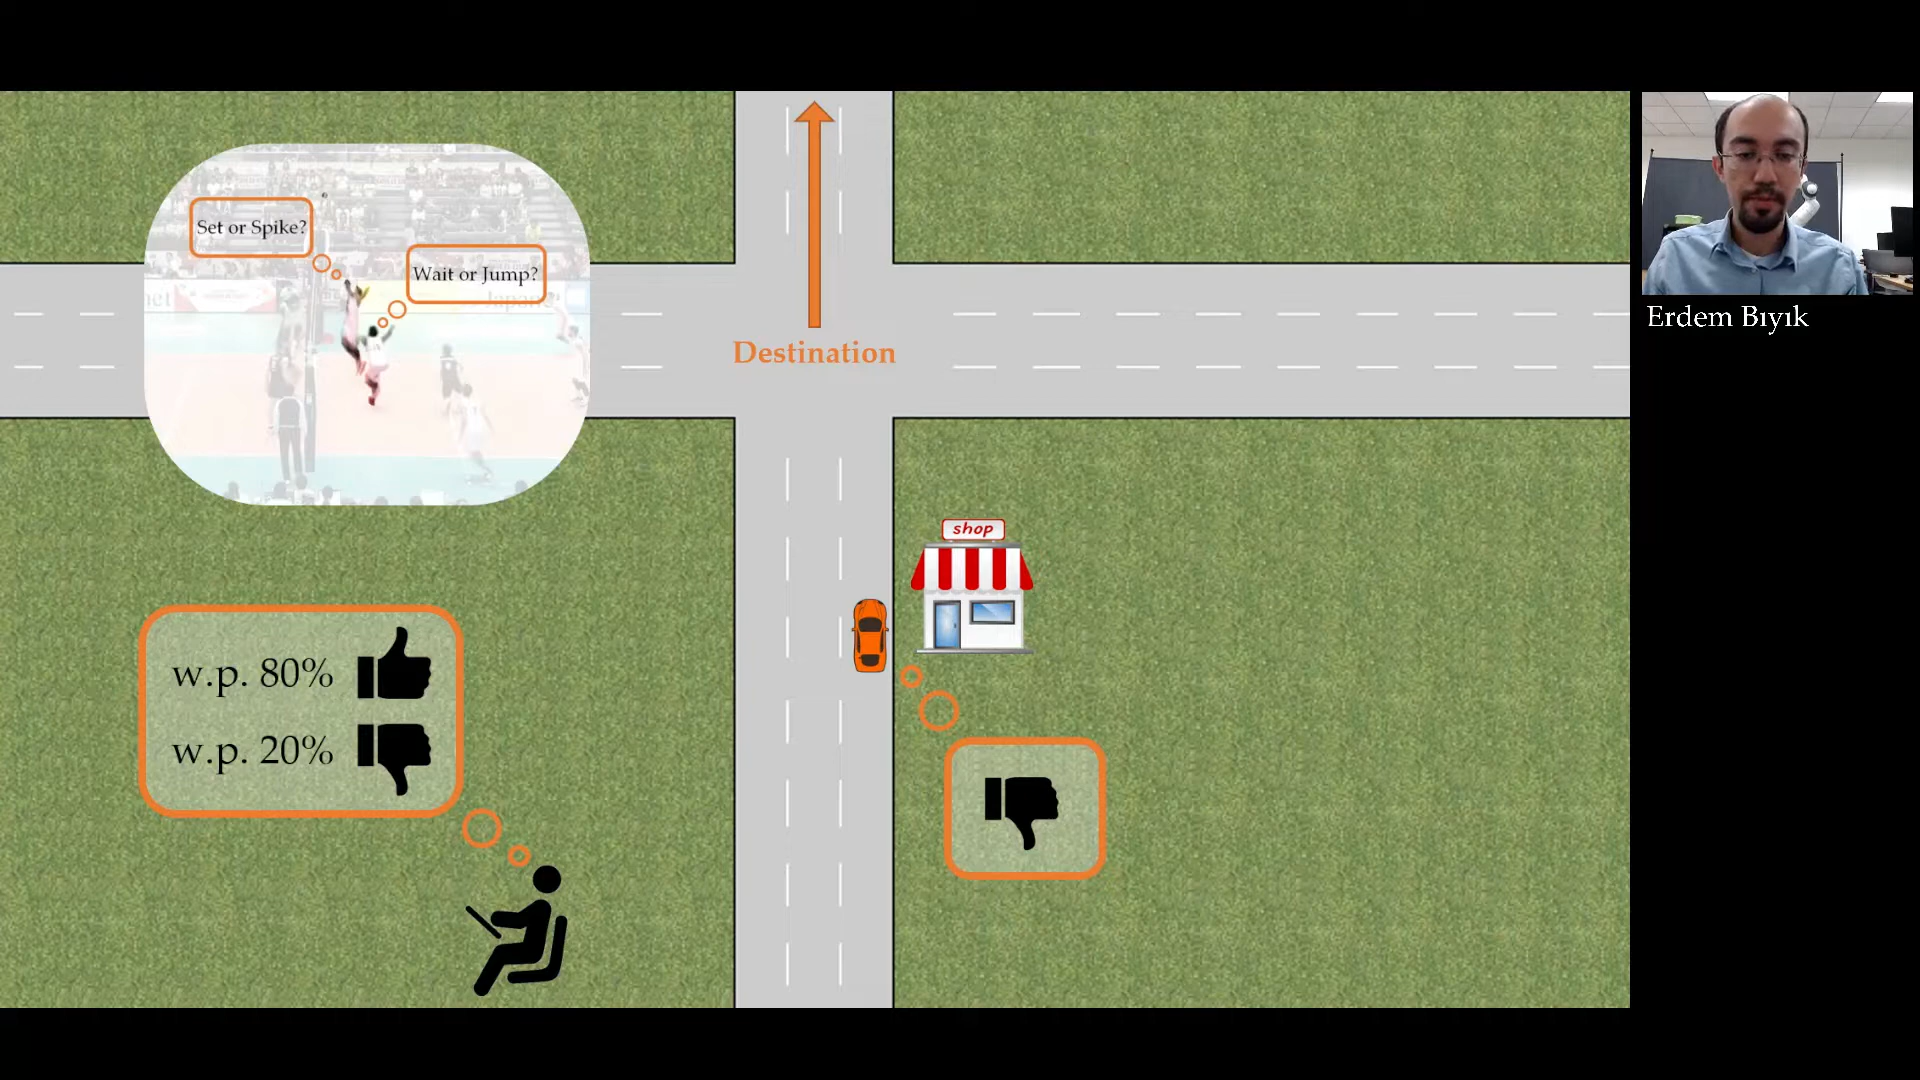 Set or Spike?
Wait or Jump?
Destination
shop
w.p. 80%
w.p. 20%
Erdem Bıyık